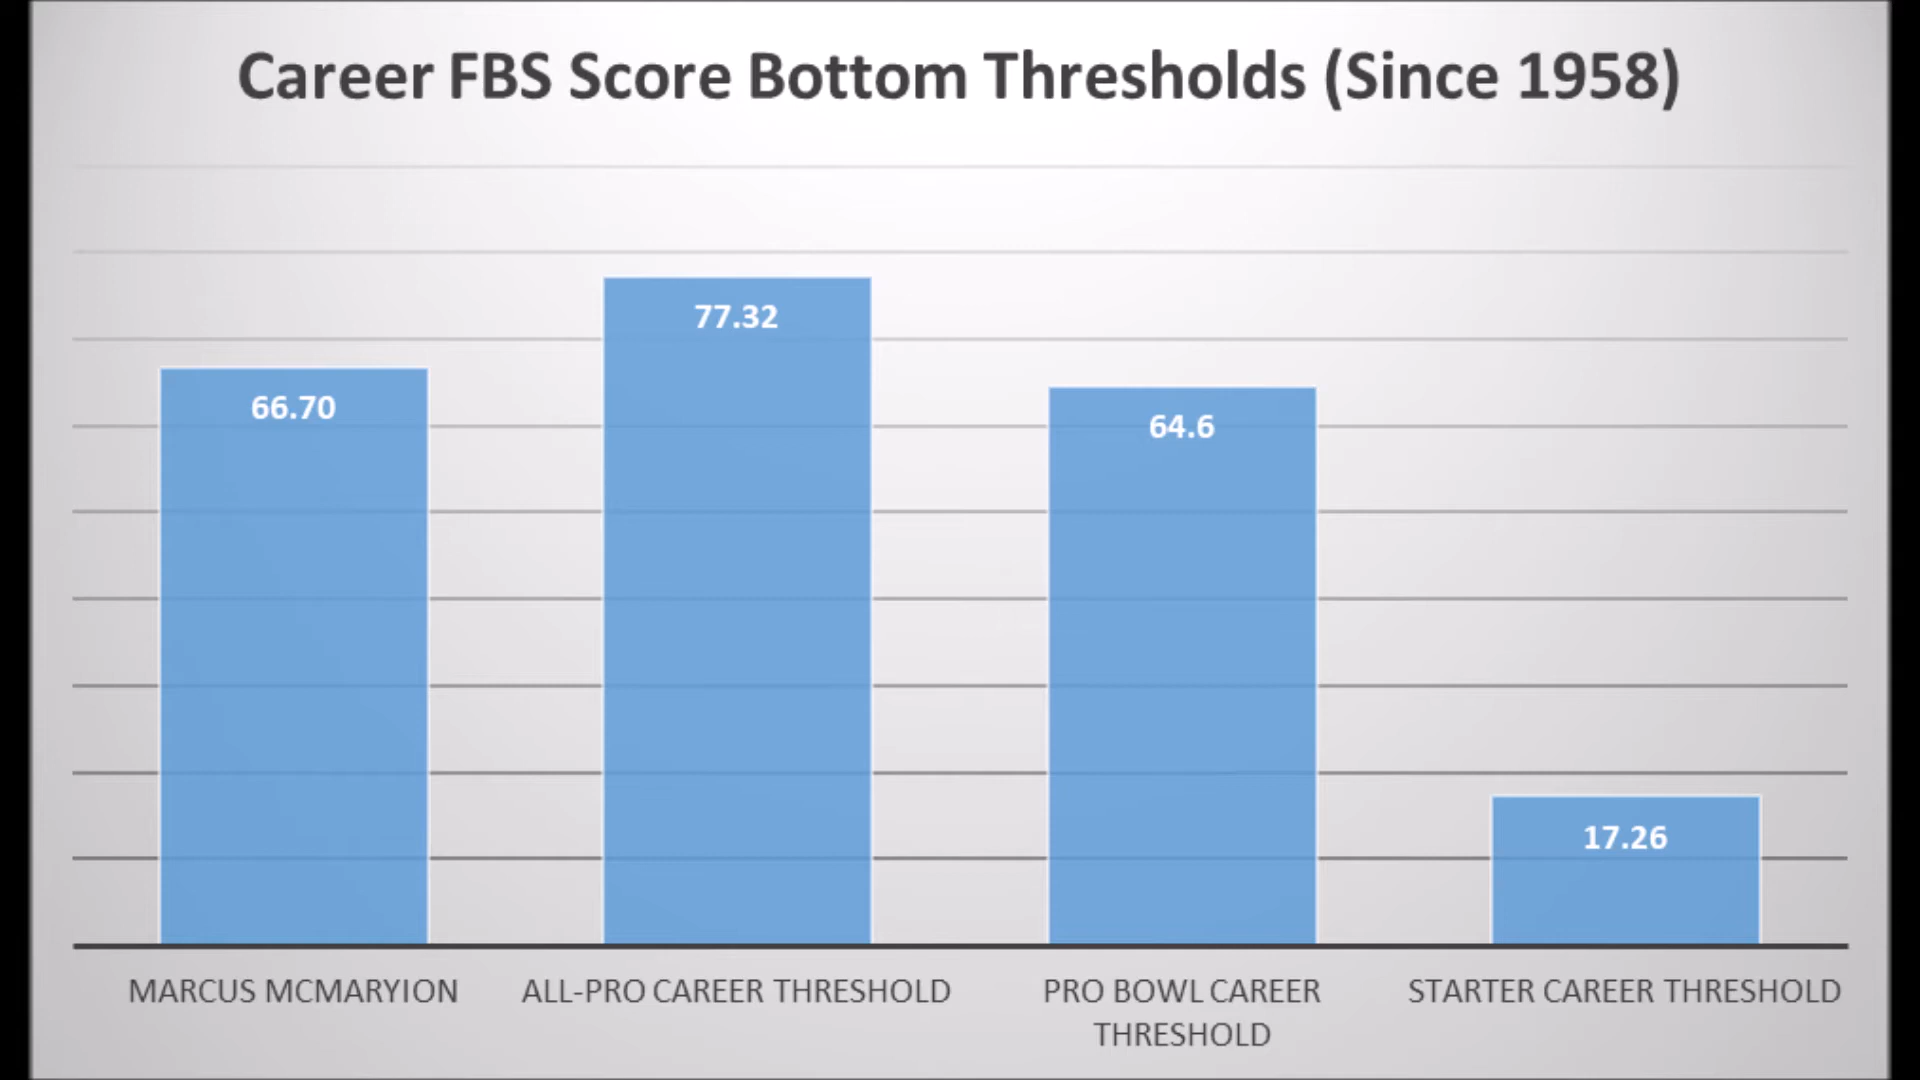 Career FBS Score Bottom Thresholds (Since 1958)
66.70
77.32
64.6
17.26
MARCUS MCMARYION
ALL-PRO CAREER THRESHOLD
PRO BOWL CAREER
THRESHOLD
STARTER CAREER THRESHOLD